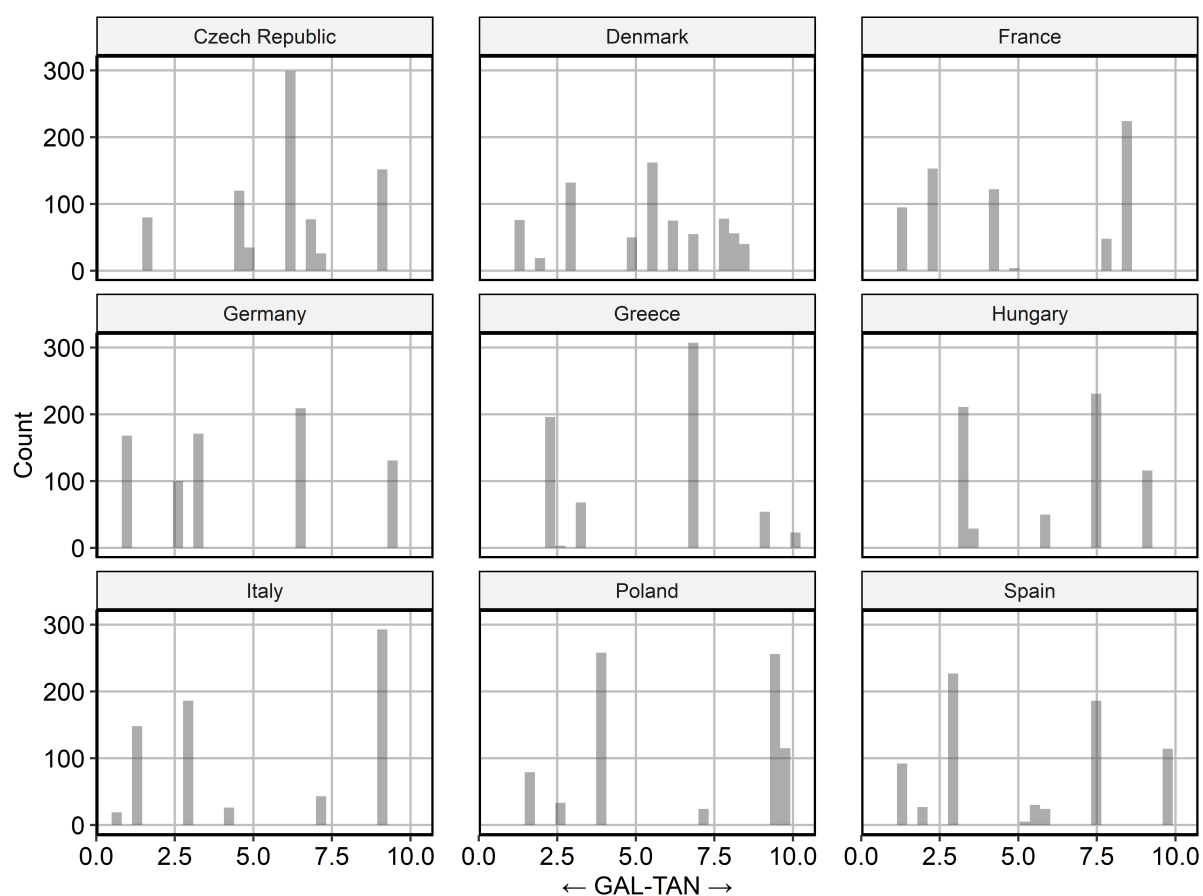 Czech Republic
Denmark
France
300
200
100
0
Germany
Greece
Hungary
300
200
100
0
Count
Italy
Poland
Spain
300
200
100
0
0.0 2.5 5.0 7.5 10.0 0.0 2.5 5.0 7.5 10.0 0.0 2.5 5.0 7.5 10.0
← GAL-TAN →